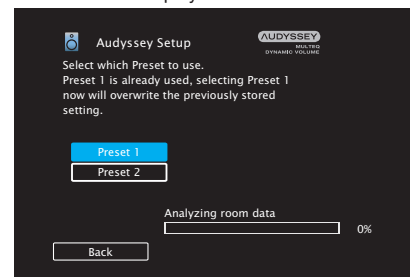 Audyssey Setup
AUDYSSEY
MULTEQ
DYNAMIC VOLUME
Select which Preset to use.
Preset 1 is already used, selecting Preset 1
now will overwrite the previously stored
setting.
Preset 1
Preset 2
Analyzing room data
0%
Back